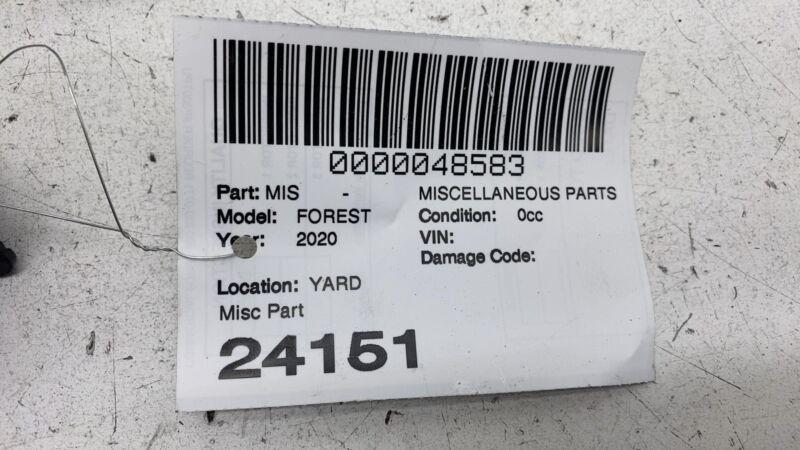 0000048583
Part: MIS - MISCELLANEOUS PARTS
Model: FOREST Condition: 0cc
Year: 2020 VIN:
Damage Code:
Location: YARD
Misc Part
24151